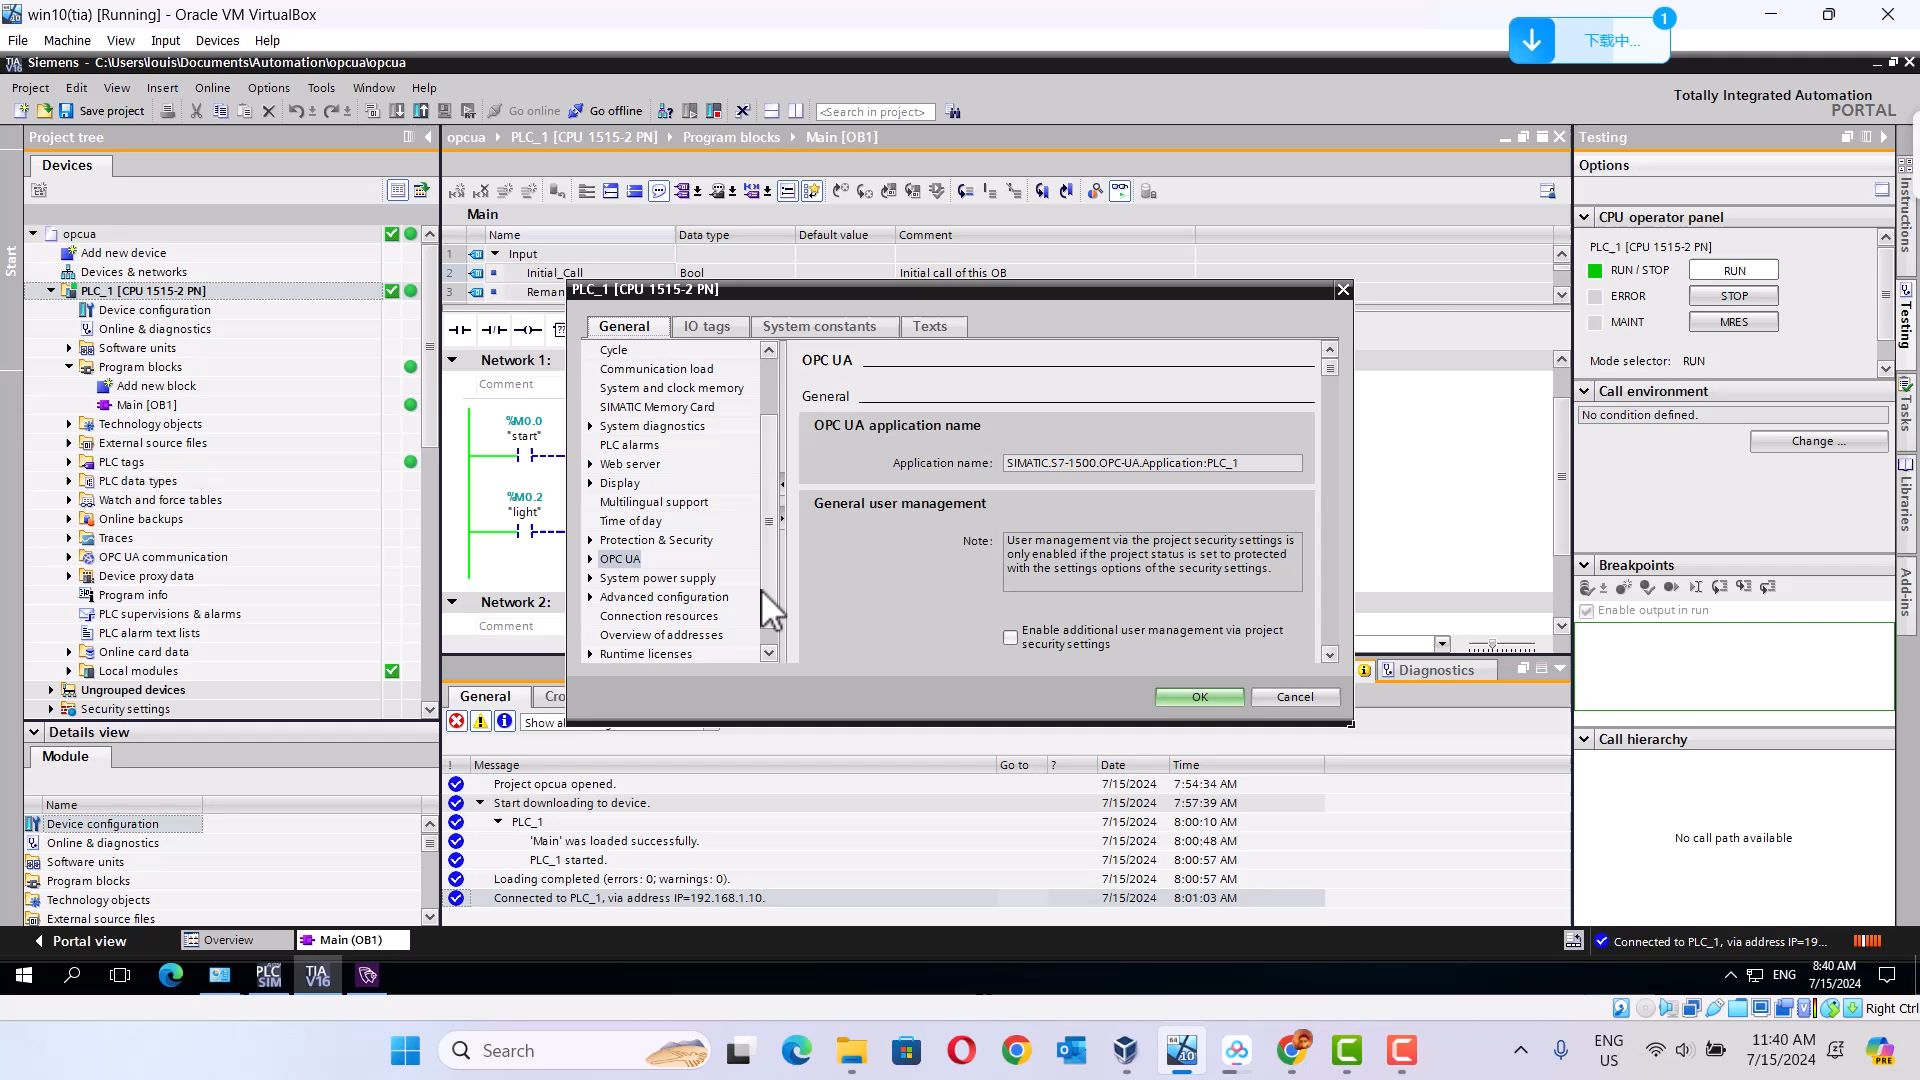 win10(tia) [Running] - Oracle VM VirtualBox
1
下载中...
File Machine View Input Devices Help
Siemens - C:\Users\louis\Documents\Automation\opcua\opcua
Project Edit View Insert Online Options Tools Window Help
Totally Integrated Automation
PORTAL
Save project
Go online
Go offline
<Search in project>
Project tree
opcua PLC_1 [CPU 1515-2 PN] Program blocks Main [OB1]
Testing
Devices
Options
Start
opcua
Add new device
Devices & networks
PLC_1 [CPU 1515-2 PN]
Device configuration
Online & diagnostics
Software units
Program blocks
Add new block
Main [OB1]
Technology objects
External source files
PLC tags
PLC data types
Watch and force tables
Online backups
Traces
OPC UA communication
Device proxy data
Program info
PLC supervisions & alarms
PLC alarm text lists
Online card data
Local modules
Ungrouped devices
Security settings
Details view
Module
Name
Device configuration
Online & diagnostics
Software units
Program blocks
Technology objects
External source files
Main
Name Data type Default value Comment
1 Input
2 Initial_Call Bool Initial call of this OB
3 Reman
Network 1:
Comment
%M0.0
"start"
%M0.2
"light"
Network 2:
Comment
PLC_1 [CPU 1515-2 PN]
General IO tags System constants Texts
Cycle
Communication load
System and clock memory
SIMATIC Memory Card
System diagnostics
PLC alarms
Web server
Display
Multilingual support
Time of day
Protection & Security
OPC UA
System power supply
Advanced configuration
Connection resources
Overview of addresses
Runtime licenses
OPC UA
General
OPC UA application name
Application name: SIMATIC.S7-1500.OPC-UA.Application:PLC_1
General user management
Note: User management via the project security settings is
only enabled if the project status is set to protected
with the settings options of the security settings.
Enable additional user management via project
security settings
OK Cancel
Diagnostics
General Cro
Show al
! Message Go to ? Date Time
Project opcua opened. 7/15/2024 7:54:34 AM
Start downloading to device. 7/15/2024 7:57:39 AM
PLC_1 7/15/2024 8:00:10 AM
'Main' was loaded successfully. 7/15/2024 8:00:48 AM
PLC_1 started. 7/15/2024 8:00:57 AM
Loading completed (errors: 0; warnings: 0). 7/15/2024 8:00:57 AM
Connected to PLC_1, via address IP=192.168.1.10. 7/15/2024 8:01:03 AM
CPU operator panel
PLC_1 [CPU 1515-2 PN]
RUN / STOP RUN
ERROR STOP
MAINT MRES
Mode selector: RUN
Call environment
No condition defined.
Change ...
Breakpoints
Enable output in run
Call hierarchy
No call path available
Instructions
Testing
Tasks
Libraries
Add-ins
Portal view
Overview
Main (OB1)
Connected to PLC_1, via address IP=19...
PLC
SIM
TIA
V16
ENG
8:40 AM
7/15/2024
Right Ctrl
Search
PRE
ENG
US
11:40 AM
7/15/2024